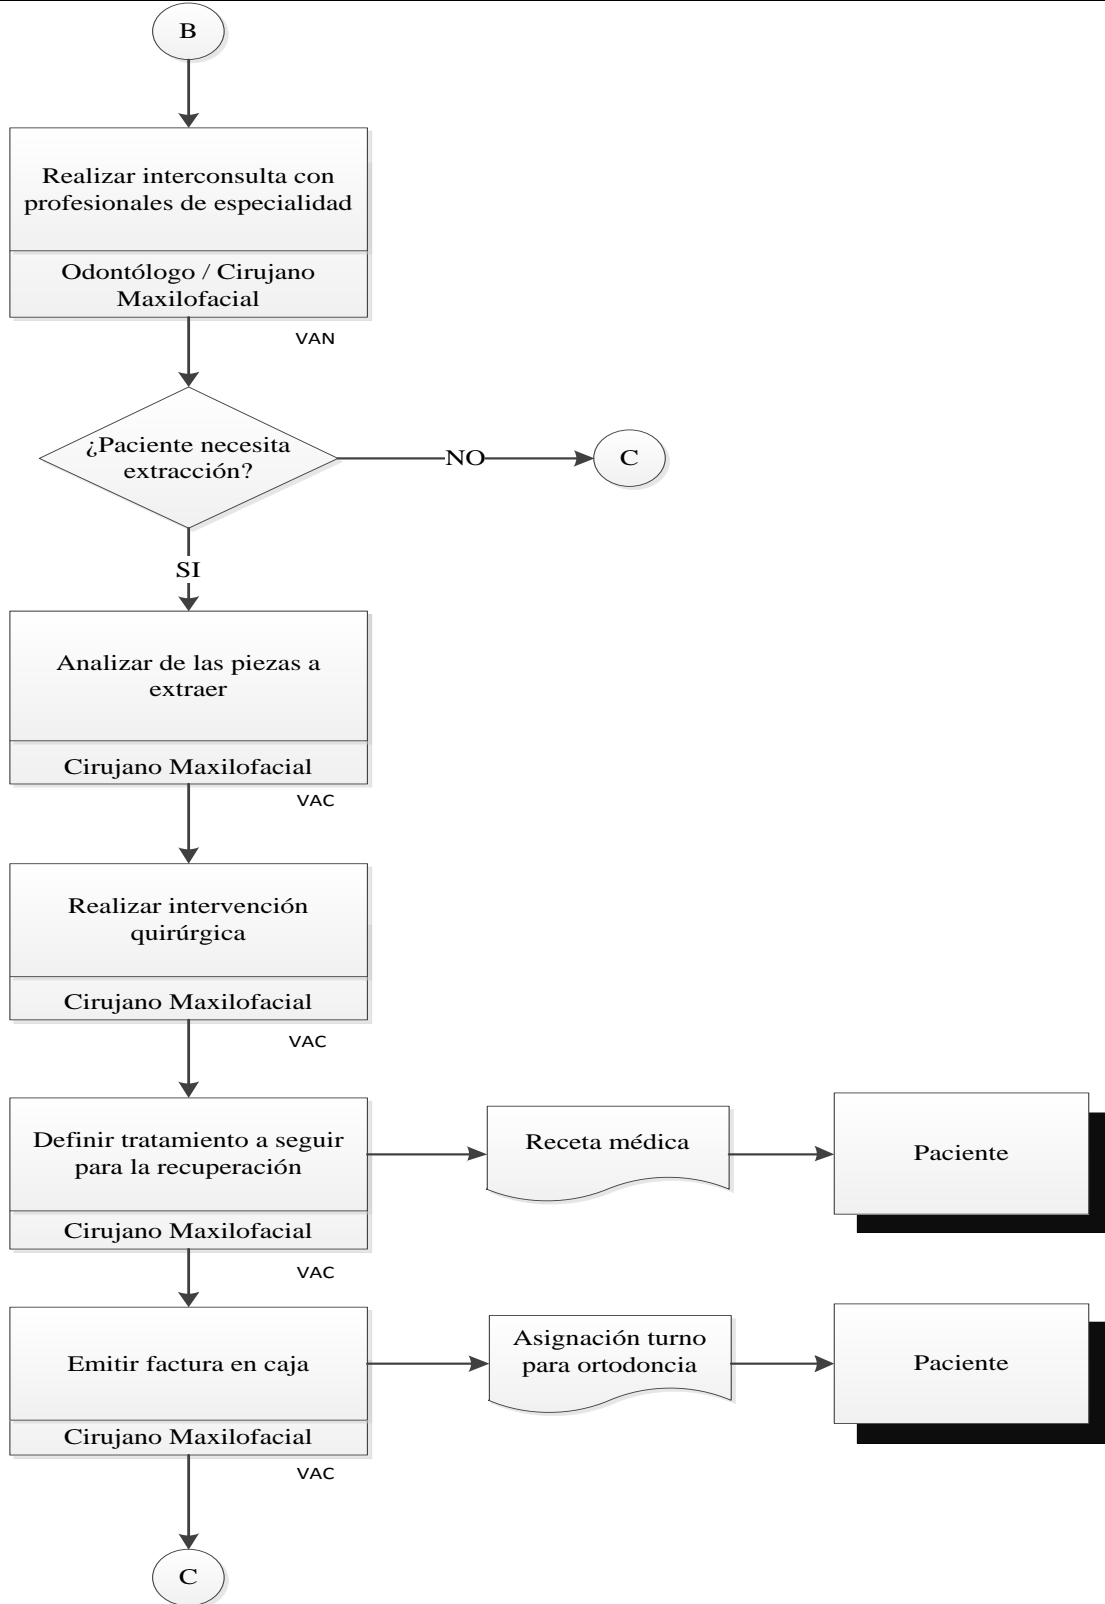 B
Realizar interconsulta con
profesionales de especialidad
Odontólogo / Cirujano
Maxilofacial
VAN
¿Paciente necesita
extracción?
NO
C
SI
Analizar de las piezas a
extraer
Cirujano Maxilofacial
VAC
Realizar intervención
quirúrgica
Cirujano Maxilofacial
VAC
Definir tratamiento a seguir
para la recuperación
Cirujano Maxilofacial
VAC
Receta médica
Paciente
Emitir factura en caja
Cirujano Maxilofacial
VAC
Asignación turno
para ortodoncia
Paciente
C